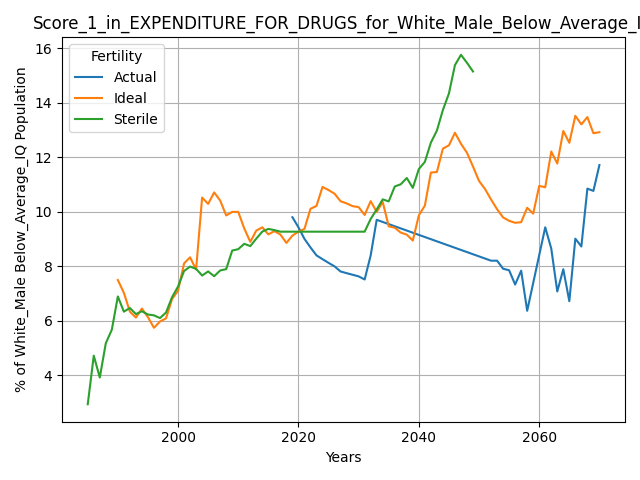 Score_1_in_EXPENDITURE_FOR_DRUGS_for_White_Male_Below_Average_I
% of White_Male Below_Average_IQ Population
16
14
12
10
8
6
4
Fertility
Actual
Ideal
Sterile
2000
2020
2040
2060
Years